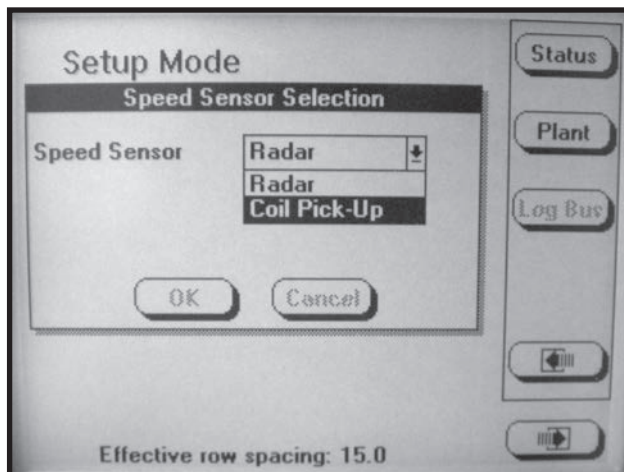 Setup Mode
Speed Sensor Selection
Speed Sensor
Radar
Radar
Coil Pick-Up
OK
Cancel
Effective row spacing: 15.0
Status
Plant
Log Bus